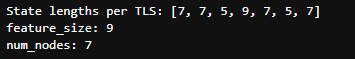 State lengths per TLS: [7, 7, 5, 9, 7, 5, 7]
feature_size: 9
num_nodes: 7